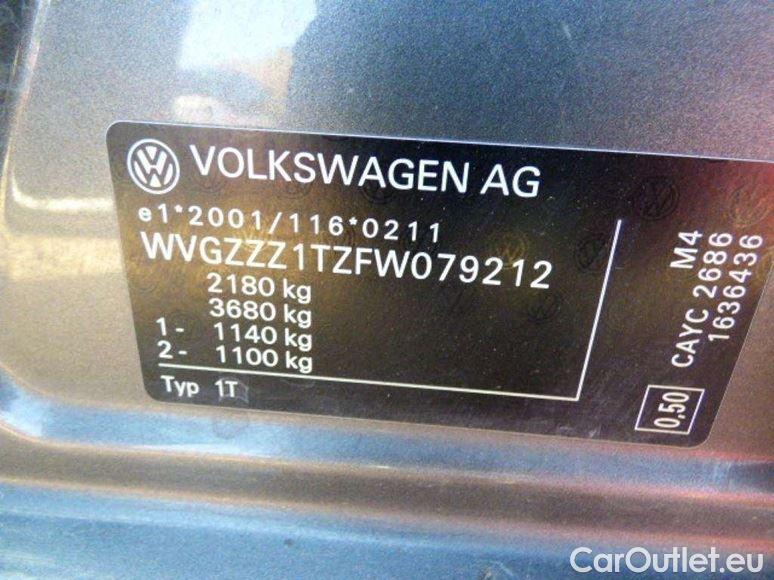 VOLKSWAGEN AG
e1*2001/116*0211
WVGZZZ1TZFW079212
2180 kg
3680 kg
1 - 1140 kg
2 - 1100 kg
Typ 1T
M4
CAYC 2686
1636436
0,50
CarOutlet.eu